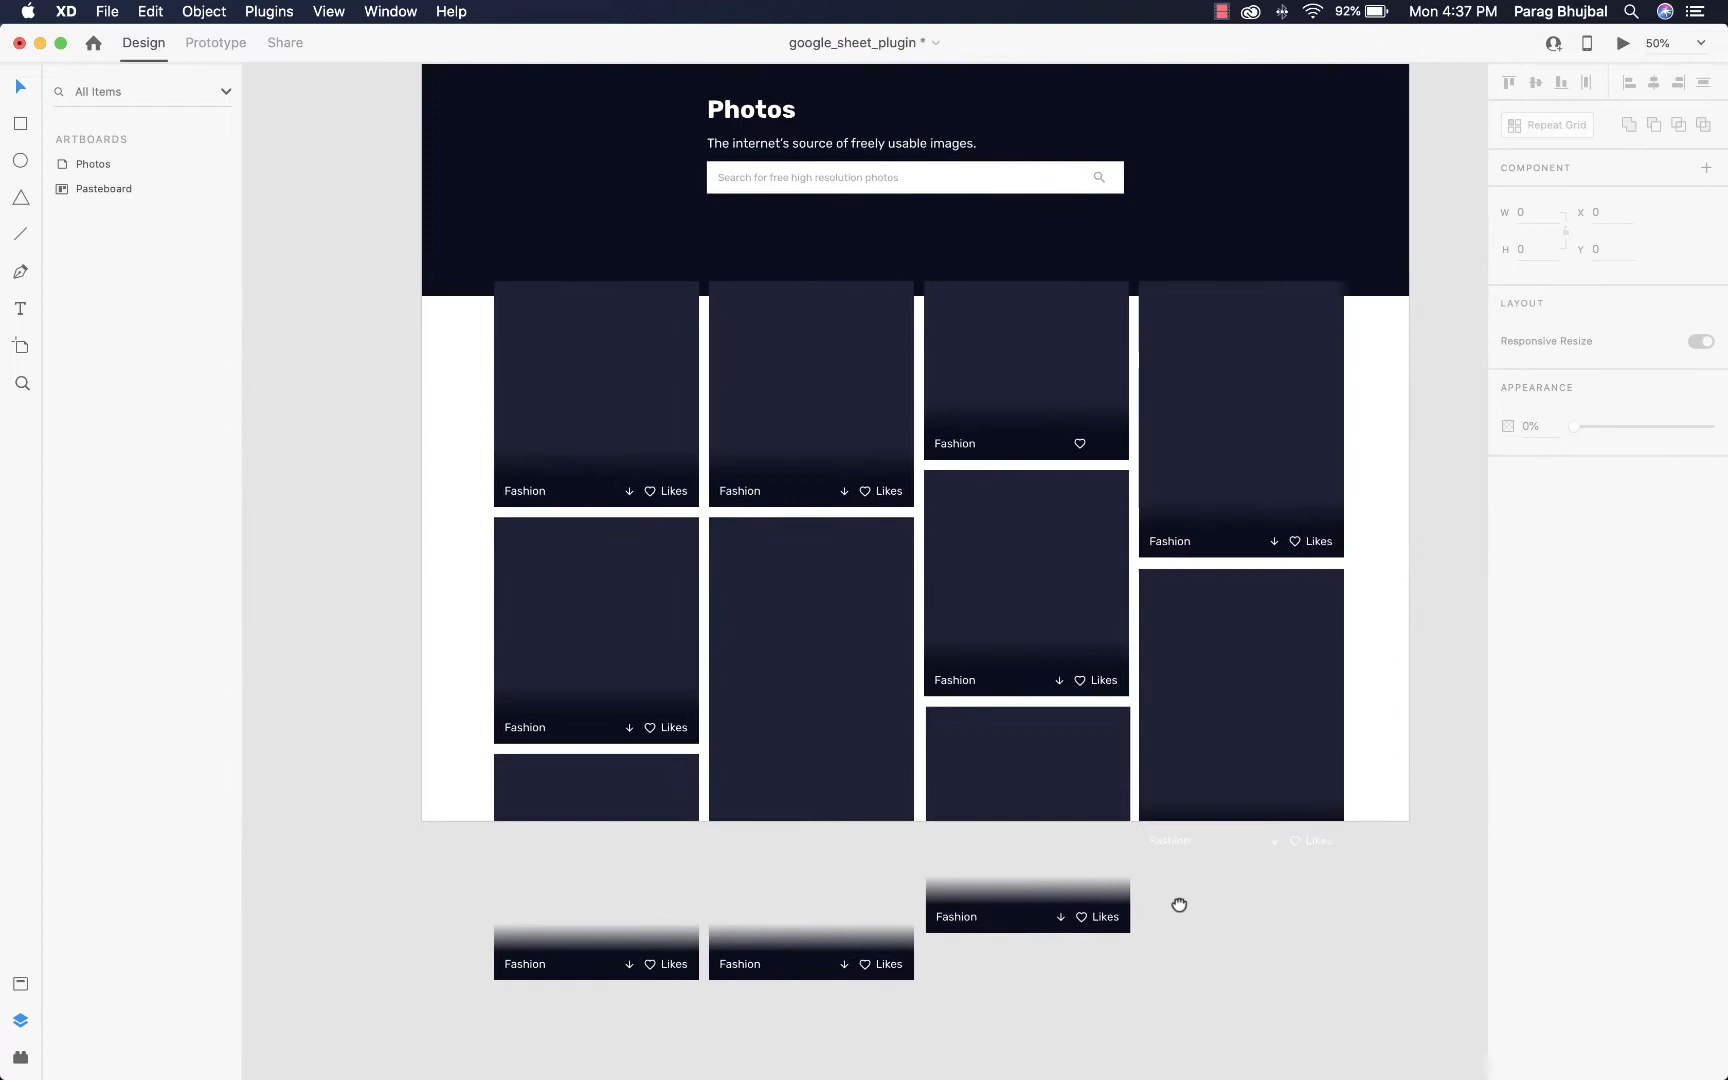 XD File Edit Object Plugins View Window Help
92% Mon 4:37 PM Parag Bhujbal
Design Prototype Share
google_sheet_plugin *
50%
All Items
ARTBOARDS
Photos
Pasteboard
Photos
The internet's source of freely usable images.
Search for free high resolution photos
Fashion
Fashion Likes
Fashion Likes
Fashion Likes
Fashion Likes
Fashion Likes
Fashion Likes
Fashion Likes
Fashion Likes
Fashion Likes
Repeat Grid
COMPONENT
W 0 X 0
H 0 Y 0
LAYOUT
Responsive Resize
APPEARANCE
0%